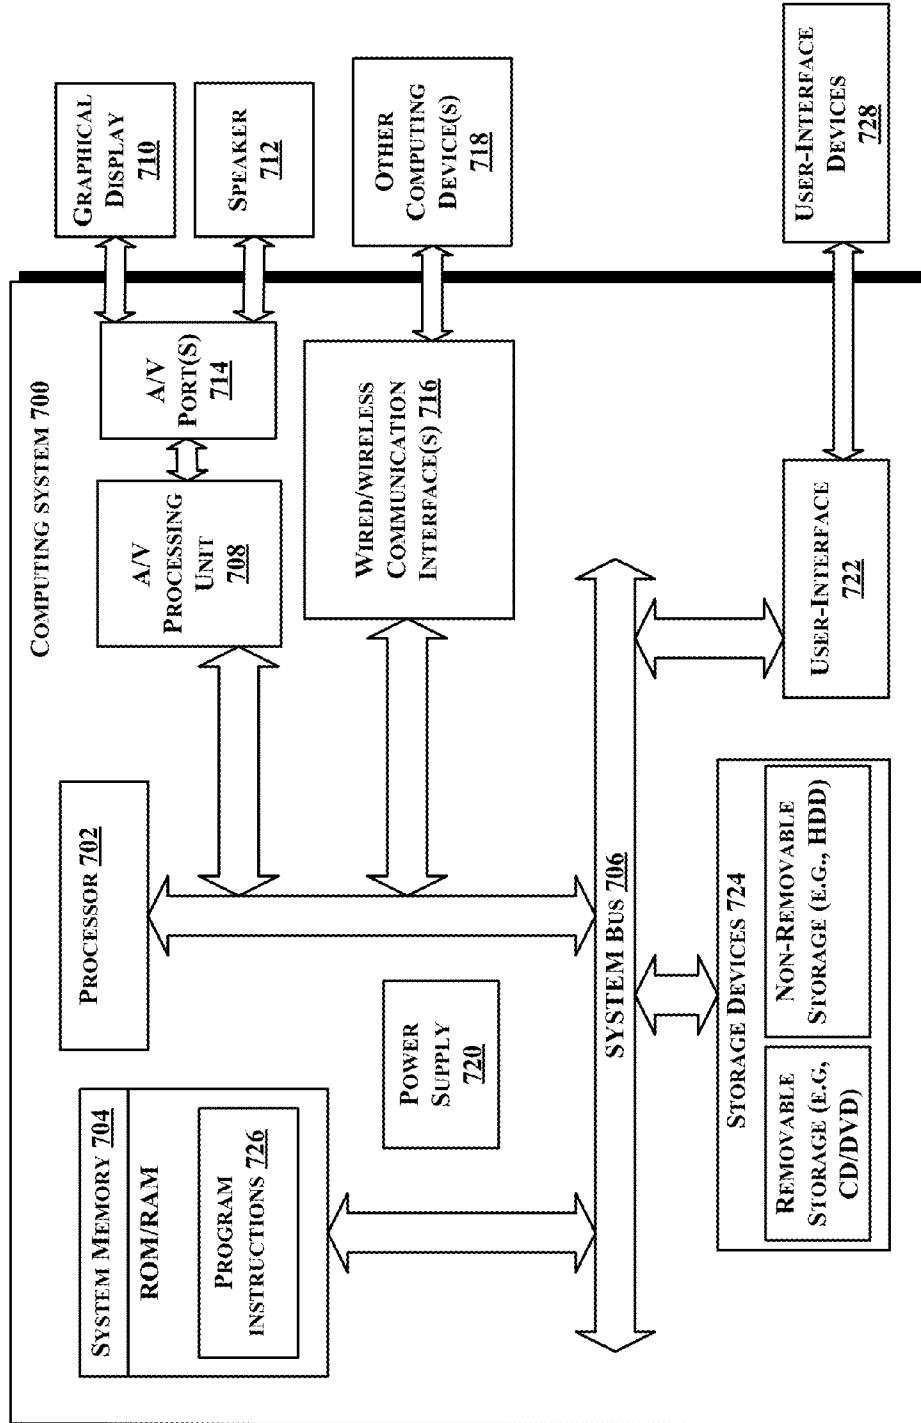 COMPUTING SYSTEM 700
SYSTEM MEMORY 704
ROM/RAM
PROGRAM
INSTRUCTIONS 726
PROCESSOR 702
A/V
PROCESSING
UNIT
708
A/V
PORT(S)
714
GRAPHICAL
DISPLAY
710
SPEAKER
712
POWER
SUPPLY
720
WIRED/WIRELESS
COMMUNICATION
INTERFACE(S) 716
OTHER
COMPUTING
DEVICE(S)
718
SYSTEM BUS 706
STORAGE DEVICES 724
REMOVABLE
STORAGE (E.G,
CD/DVD)
NON-REMOVABLE
STORAGE (E.G., HDD)
USER-INTERFACE
722
USER-INTERFACE
DEVICES
728